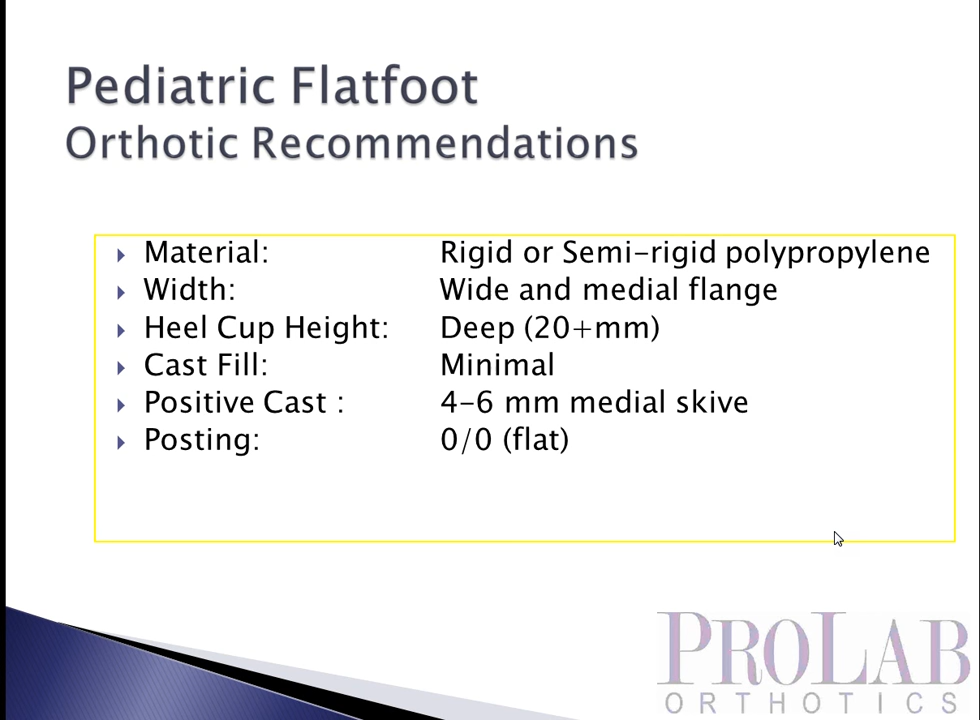 Pediatric Flatfoot
Orthotic Recommendations
Material: Rigid or Semi-rigid polypropylene
Width: Wide and medial flange
Heel Cup Height: Deep (20+mm)
Cast Fill: Minimal
Positive Cast : 4-6 mm medial skive
Posting: 0/0 (flat)
PROLAB
ORTHOTICS